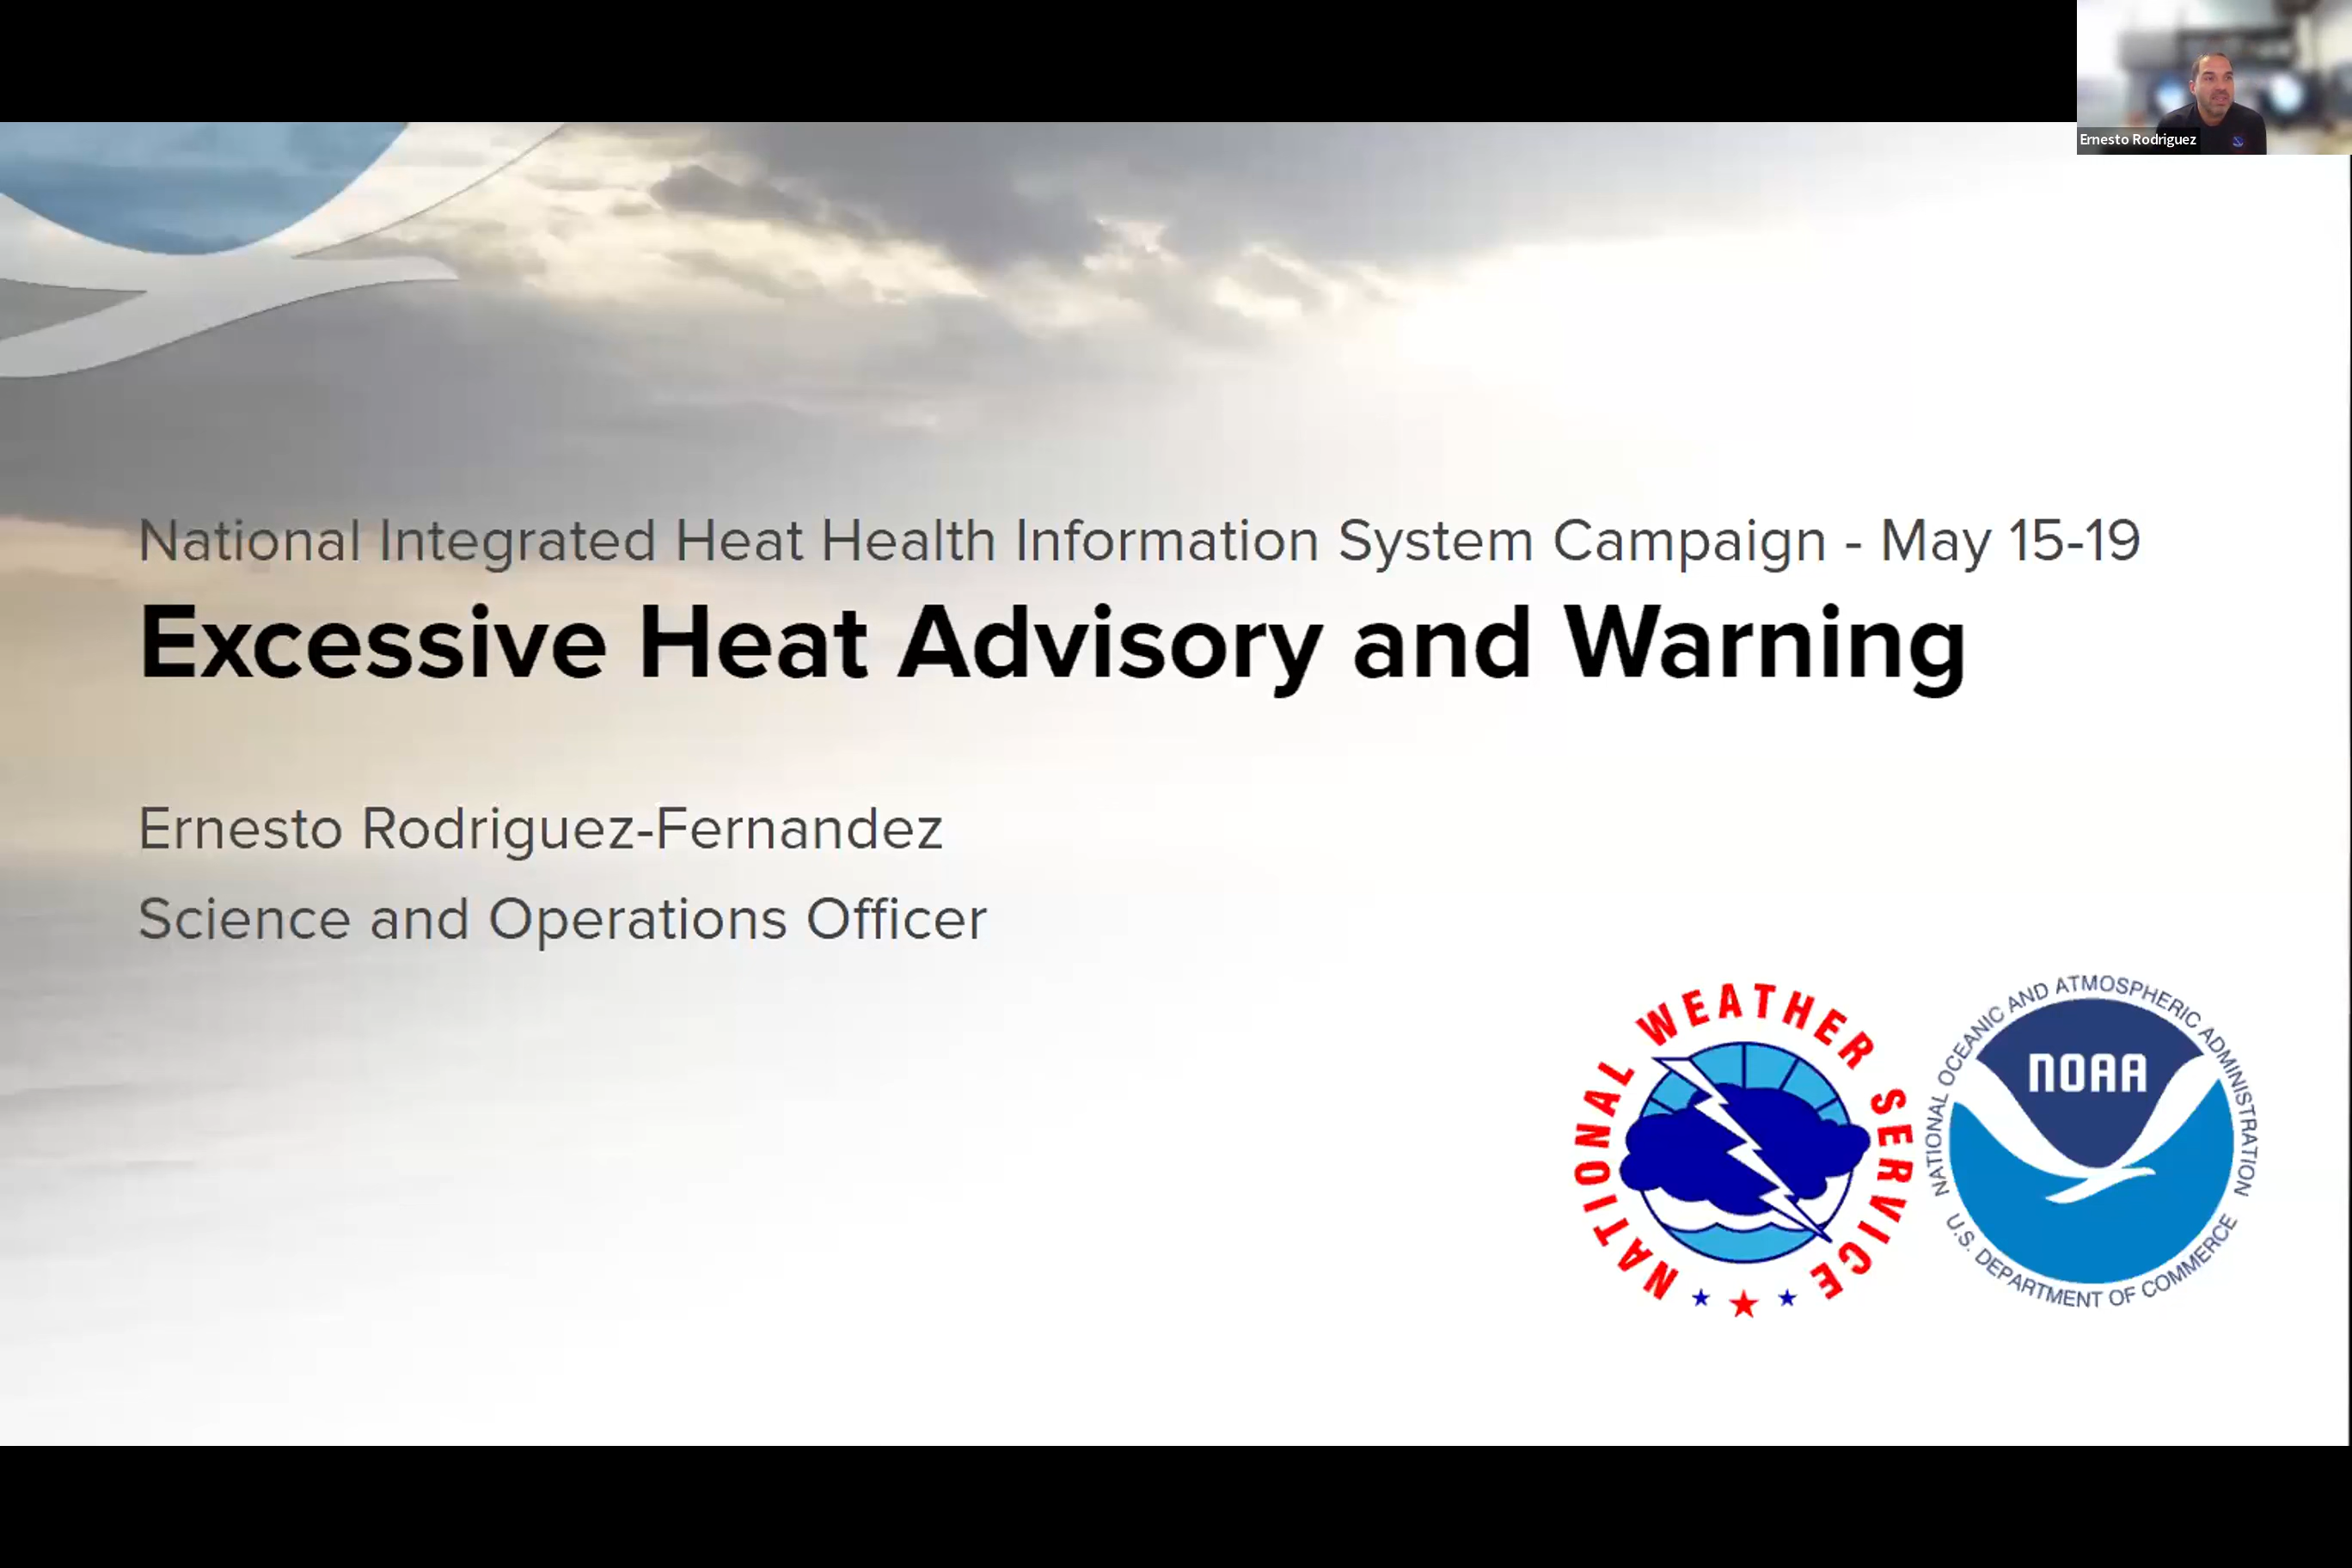 Ernesto Rodriguez
National Integrated Heat Health Information System Campaign - May 15-19
Excessive Heat Advisory and Warning
Ernesto Rodriguez-Fernandez
Science and Operations Officer
NATIONAL WEATHER SERVICE
NATIONAL OCEANIC AND ATMOSPHERIC ADMINISTRATION
NOAA
U.S. DEPARTMENT OF COMMERCE